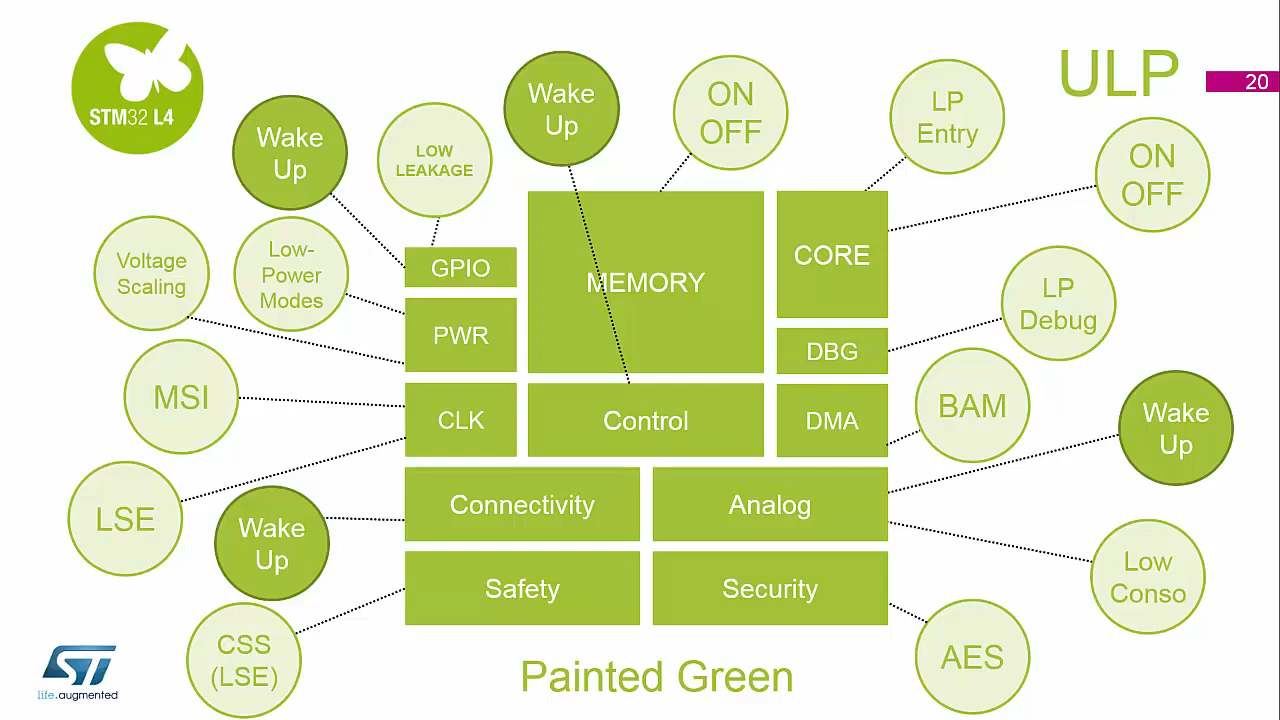 STM32 L4
Wake
Up
LOW
LEAKAGE
Wake
Up
ON
OFF
LP
Entry
ULP
20
ON
OFF
Voltage
Scaling
Low-
Power
Modes
GPIO
MEMORY
CORE
LP
Debug
PWR
DBG
MSI
CLK
Control
DMA
BAM
Wake
Up
LSE
Wake
Up
Connectivity
Analog
Low
Conso
Safety
Security
CSS
(LSE)
AES
Painted Green
ST
life.augmented